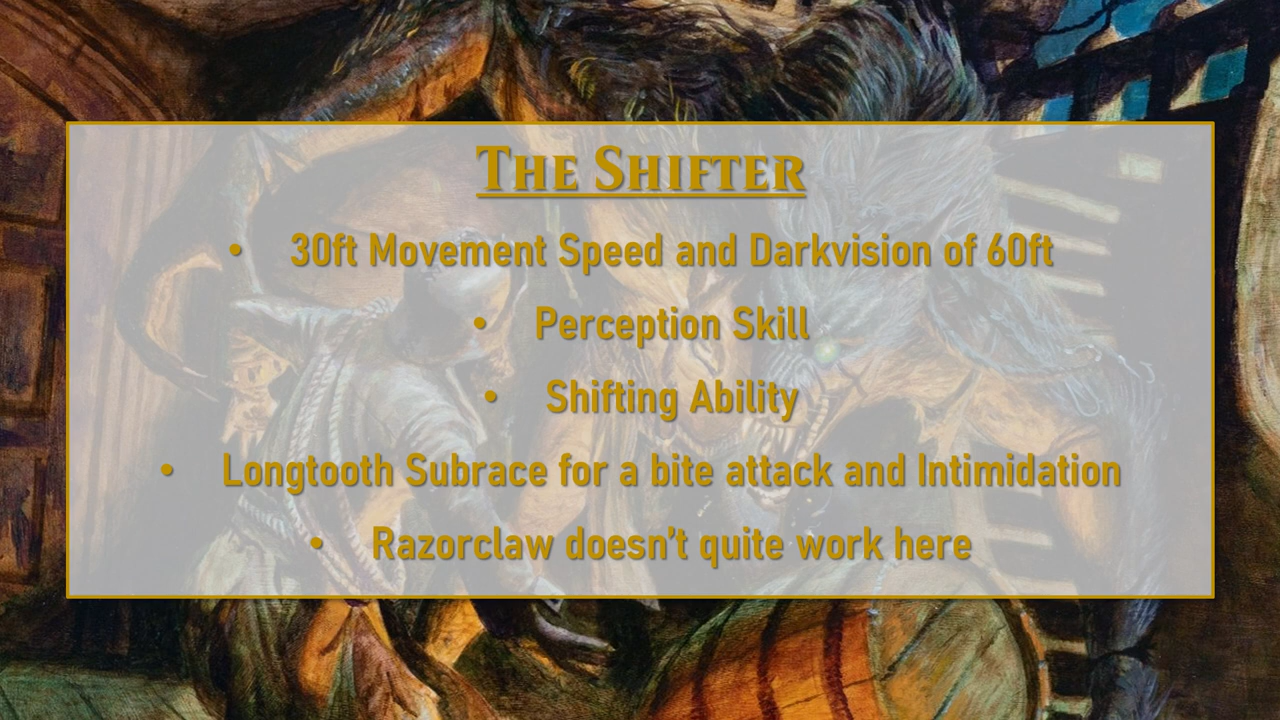 The Shifter
• 30ft Movement Speed and Darkvision of 60ft
• Perception Skill
• Shifting Ability
• Longtooth Subrace for a bite attack and Intimidation
• Razorclaw doesn't quite work here